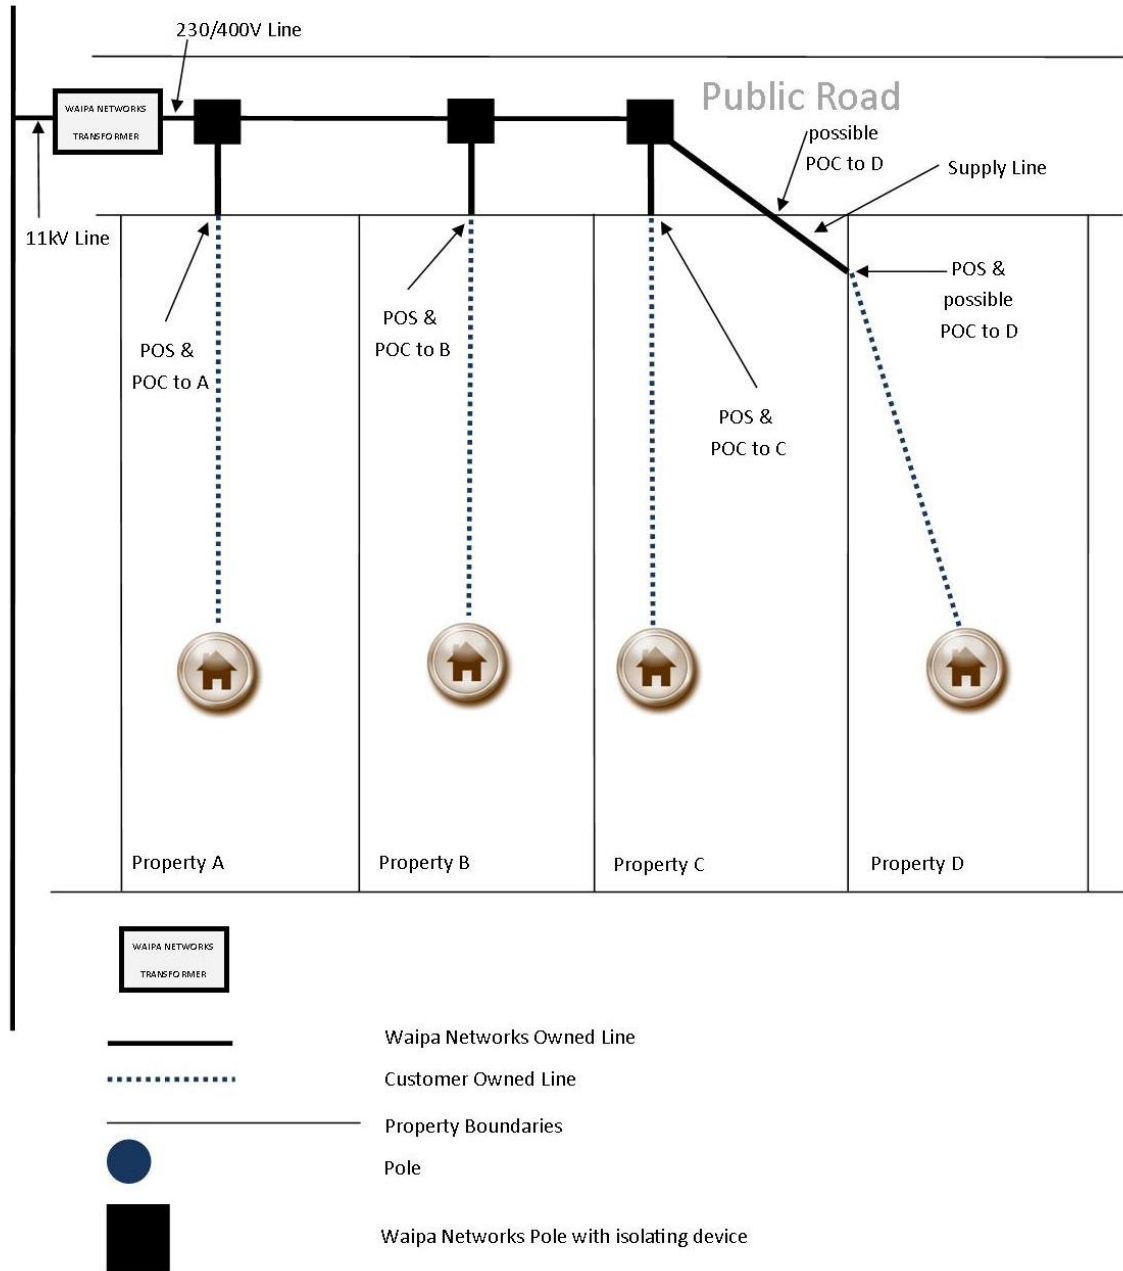 230/400V Line
WAIPA NETWORKS
TRANSFORMER
Public Road
possible
POC to D
Supply Line
11kV Line
POS &
possible
POC to D
POS &
POC to A
POS &
POC to B
POS &
POC to C
Property A
Property B
Property C
Property D
WAIPA NETWORKS
TRANSFORMER
Waipa Networks Owned Line
Customer Owned Line
Property Boundaries
Pole
Waipa Networks Pole with isolating device